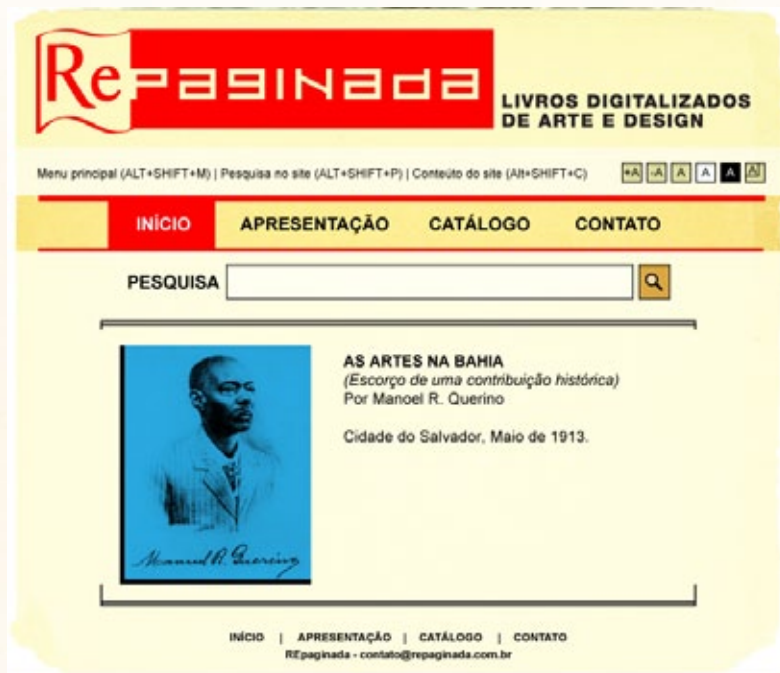 Repaginada
LIVROS DIGITALIZADOS
DE ARTE E DESIGN
Menu principal (ALT+SHIFT+M) | Pesquisa no site (ALT+SHIFT+P) | Conteúto do site (Alt+SHIFT+C)
+A -A A A A A
INÍCIO APRESENTAÇÃO CATÁLOGO CONTATO
PESQUISA
AS ARTES NA BAHIA
(Escorço de uma contribuição histórica)
Por Manoel R. Querino
Cidade do Salvador, Maio de 1913.
Manuel R. Querino
INÍCIO | APRESENTAÇÃO | CATÁLOGO | CONTATO
REpaginada - contato@repaginada.com.br